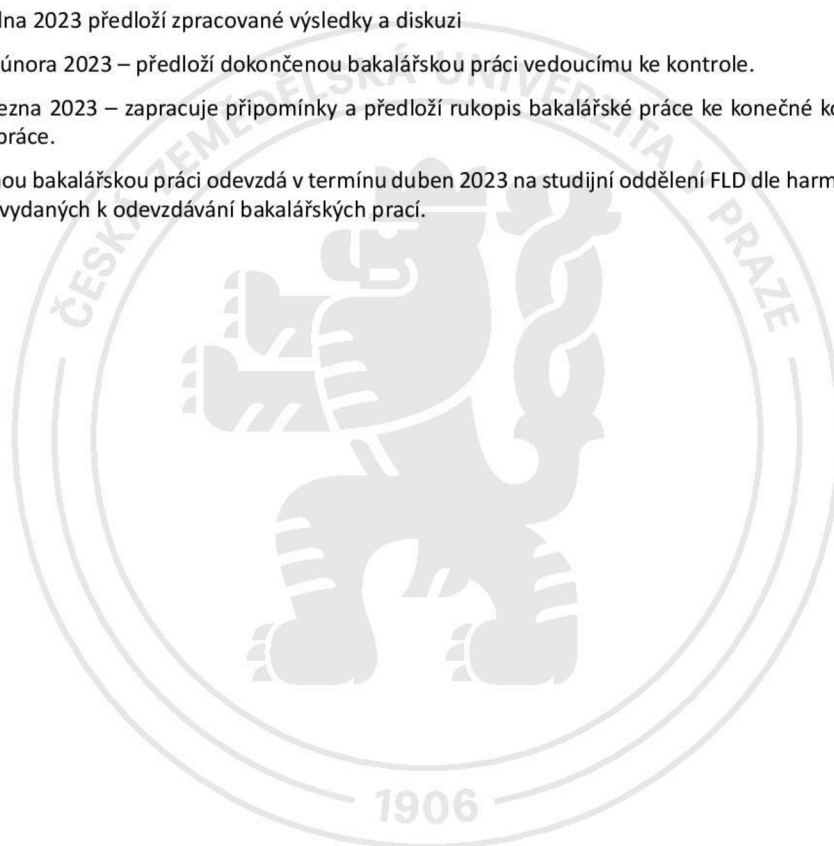 dna 2023 předloží zpracované výsledky a diskuzi
února 2023 – předloží dokončenou bakalářskou práci vedoucímu ke kontrole.
ezna 2023 – zapracuje připomínky a předloží rukopis bakalářské práce ke konečné ko
práce.
ou bakalářskou práci odevzdá v termínu duben 2023 na studijní oddělení FLD dle harm
vydaných k odevzdávání bakalářských prací.
ČESKÁ ZEMĚDĚLSKÁ UNIVERZITA V PRAZE
1906